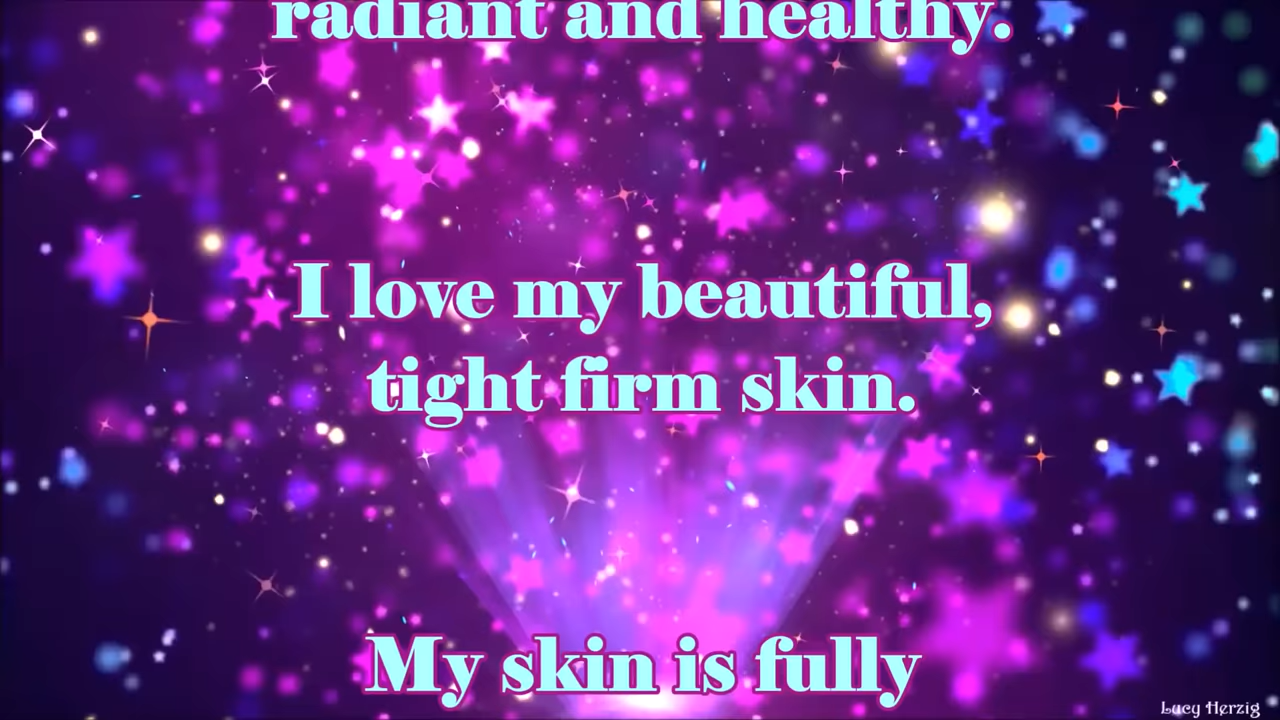 radiant and healthy.
I love my beautiful,
tight firm skin.
My skin is fully
Lucy Herzig